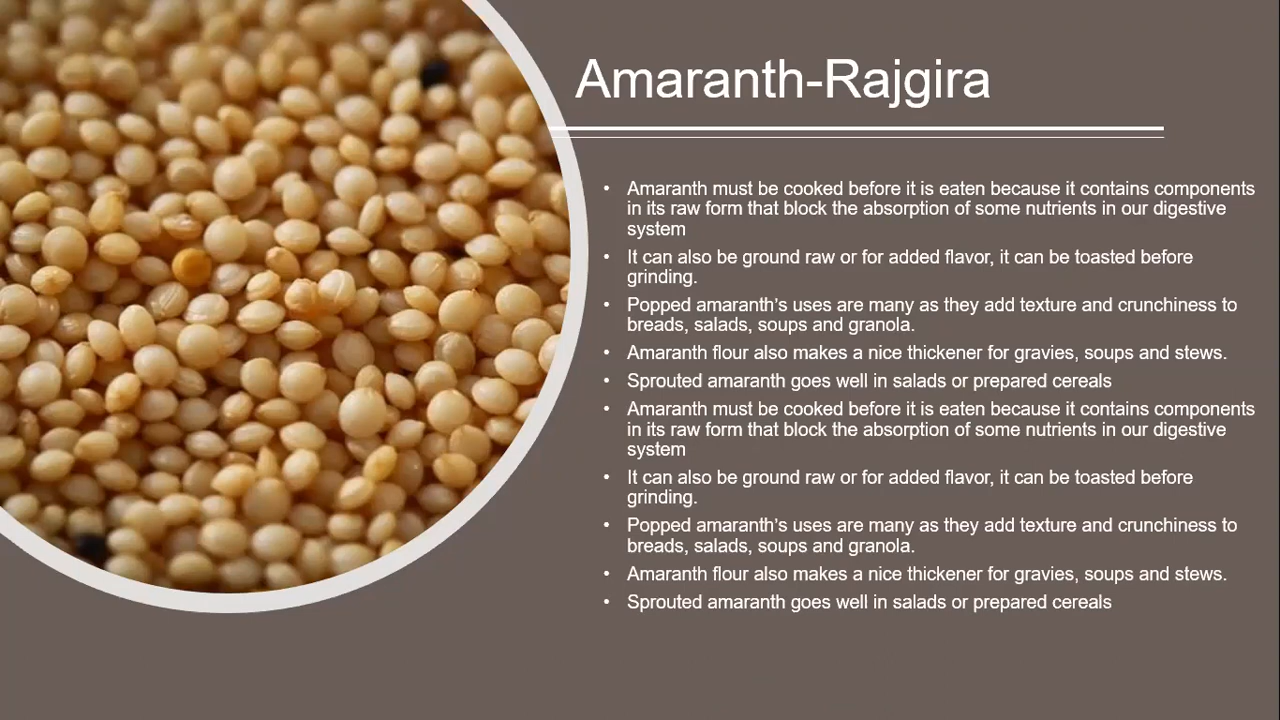 Amaranth-Rajgira
• Amaranth must be cooked before it is eaten because it contains components
in its raw form that block the absorption of some nutrients in our digestive
system
• It can also be ground raw or for added flavor, it can be toasted before
grinding.
• Popped amaranth's uses are many as they add texture and crunchiness to
breads, salads, soups and granola.
• Amaranth flour also makes a nice thickener for gravies, soups and stews.
• Sprouted amaranth goes well in salads or prepared cereals
• Amaranth must be cooked before it is eaten because it contains components
in its raw form that block the absorption of some nutrients in our digestive
system
• It can also be ground raw or for added flavor, it can be toasted before
grinding.
• Popped amaranth's uses are many as they add texture and crunchiness to
breads, salads, soups and granola.
• Amaranth flour also makes a nice thickener for gravies, soups and stews.
• Sprouted amaranth goes well in salads or prepared cereals